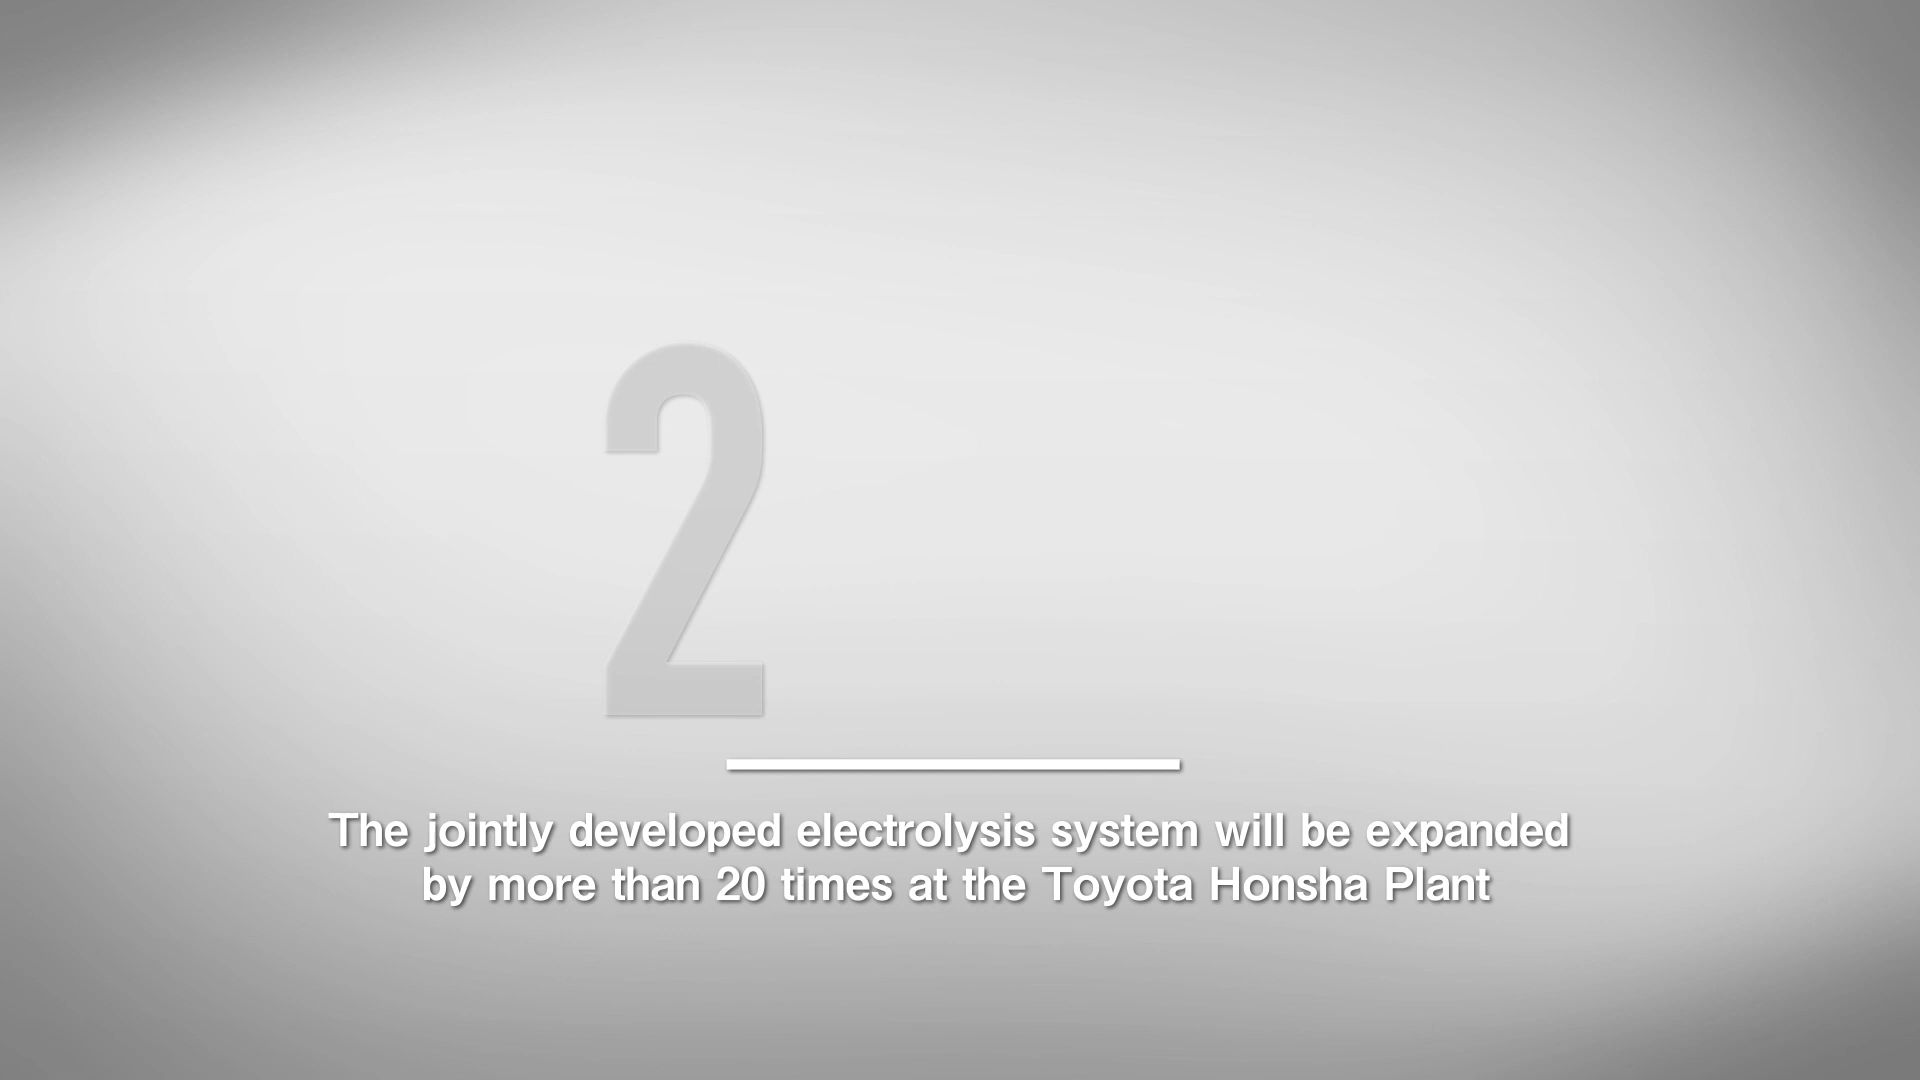 2
The jointly developed electrolysis system will be expanded
by more than 20 times at the Toyota Honsha Plant